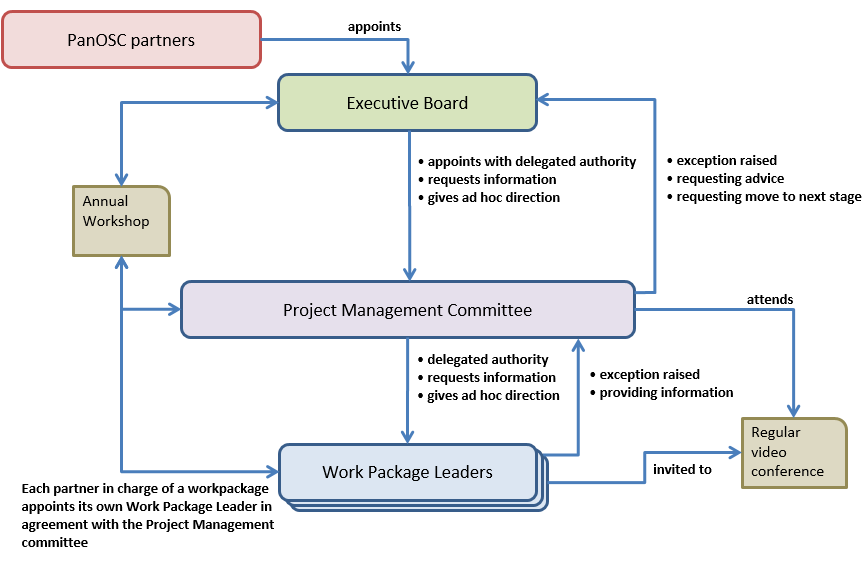 appoints
PanOSC partners
Executive Board
• appoints with delegated authority
• requests information
• gives ad hoc direction
• exception raised
• requesting advice
• requesting move to next stage
Annual
Workshop
Project Management Committee
attends
• delegated authority
• requests information
• gives ad hoc direction
• exception raised
• providing information
Regular
video
conference
Work Package Leaders
invited to
Each partner in charge of a workpackage
appoints its own Work Package Leader in
agreement with the Project Management
committee